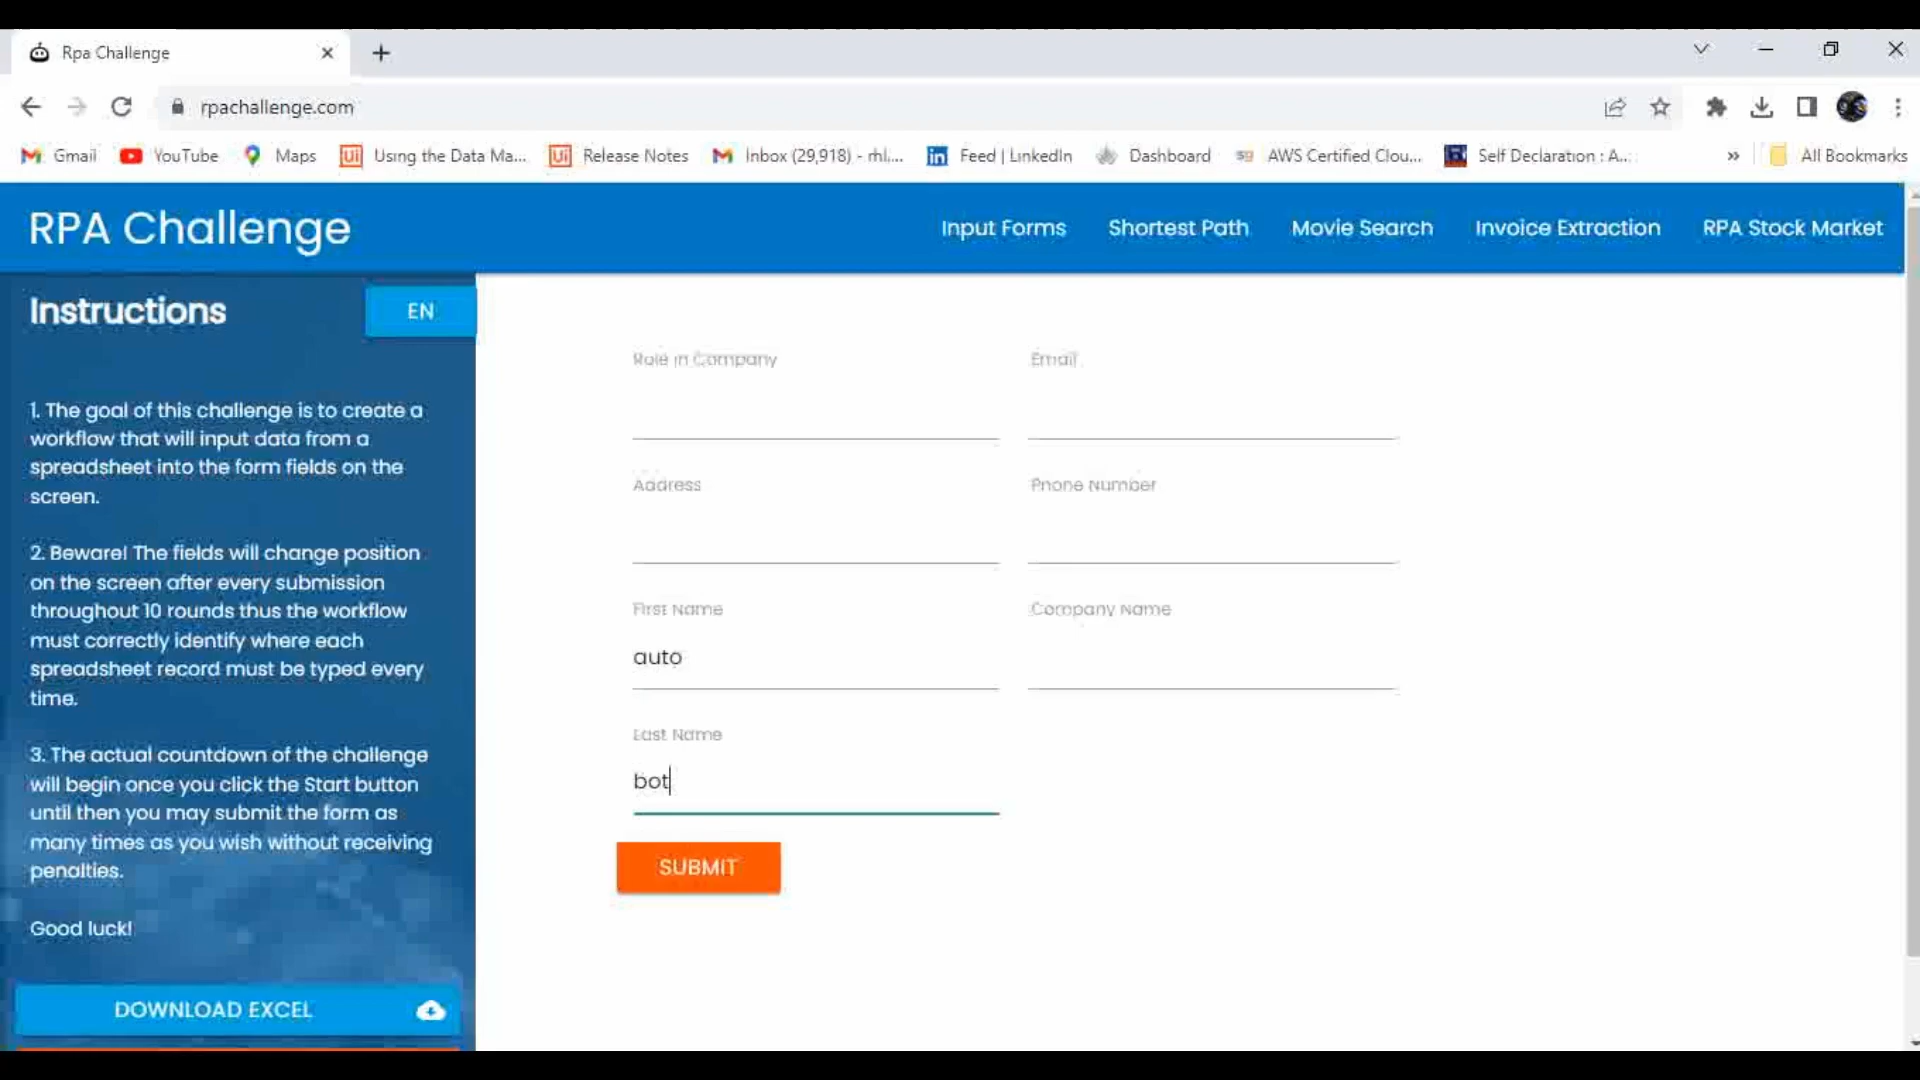 Rpa Challenge
rpachallenge.com
Gmail YouTube Maps Using the Data Ma... Release Notes Inbox (29,918) - rhl.... Feed | LinkedIn Dashboard AWS Certified Clou... Self Declaration : A... » All Bookmarks
RPA Challenge Input Forms Shortest Path Movie Search Invoice Extraction RPA Stock Market
Instructions EN
1. The goal of this challenge is to create a
workflow that will input data from a
spreadsheet into the form fields on the
screen.
2. Beware! The fields will change position
on the screen after every submission
throughout 10 rounds thus the workflow
must correctly identify where each
spreadsheet record must be typed every
time.
3. The actual countdown of the challenge
will begin once you click the Start button
until then you may submit the form as
many times as you wish without receiving
penalties.
Good luck!
DOWNLOAD EXCEL
Role in Company Email
Address Phone Number
First Name Company Name
auto
Last Name
bot
SUBMIT